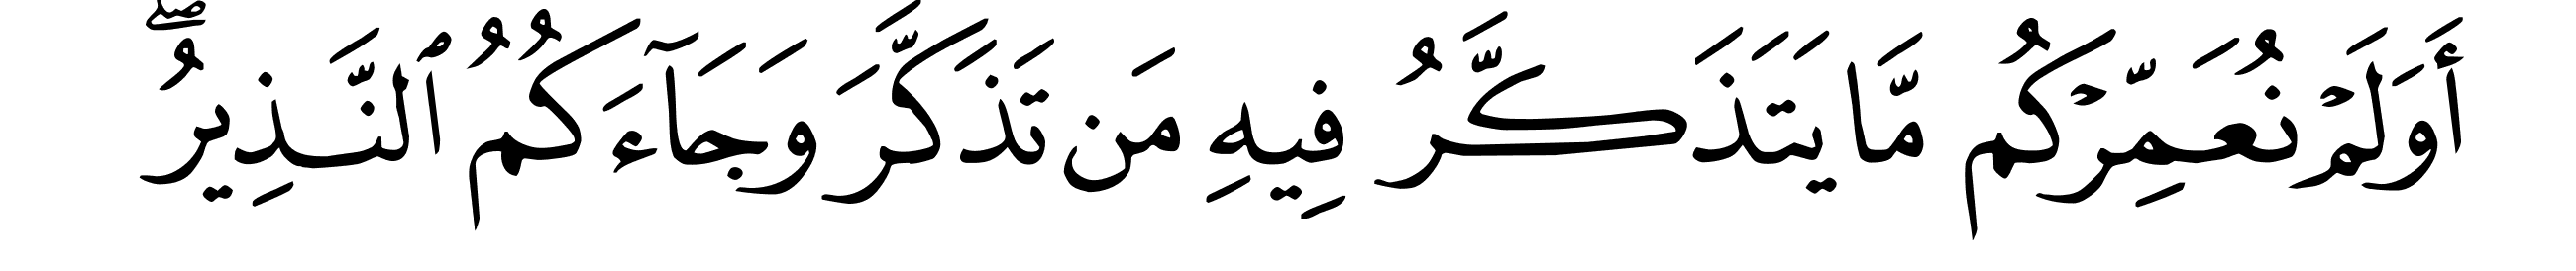 أَوَلَمْ نُعَمِّرْكُم مَّا يَتَذَكَّرُ فِيهِ مَن تَذَكَّرَ وَجَآءَكُمُ ٱلنَّذِيرُ ۖ